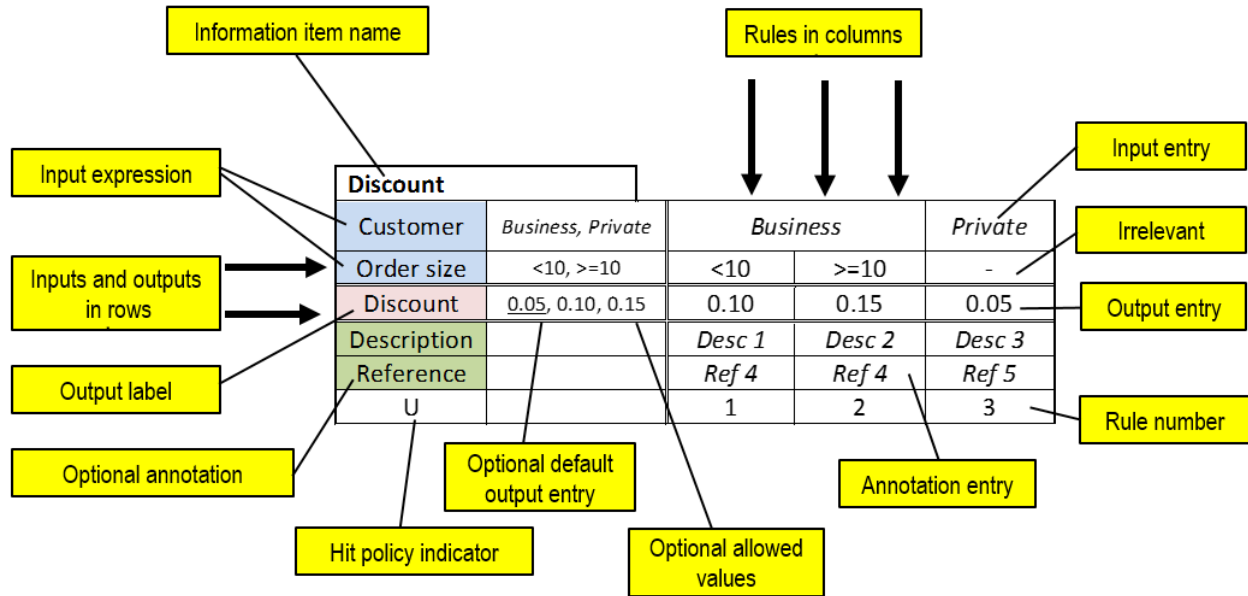 Information item name
Rules in columns
Input expression
Input entry
Discount
Customer Business, Private Business Private
Irrelevant
Order size <10, >=10 <10 >=10 -
Inputs and outputs
in rows
Discount 0.05, 0.10, 0.15 0.10 0.15 0.05
Output entry
Description Desc 1 Desc 2 Desc 3
Reference Ref 4 Ref 4 Ref 5
Output label
U 1 2 3
Rule number
Optional annotation
Optional default
output entry
Annotation entry
Hit policy indicator
Optional allowed
values